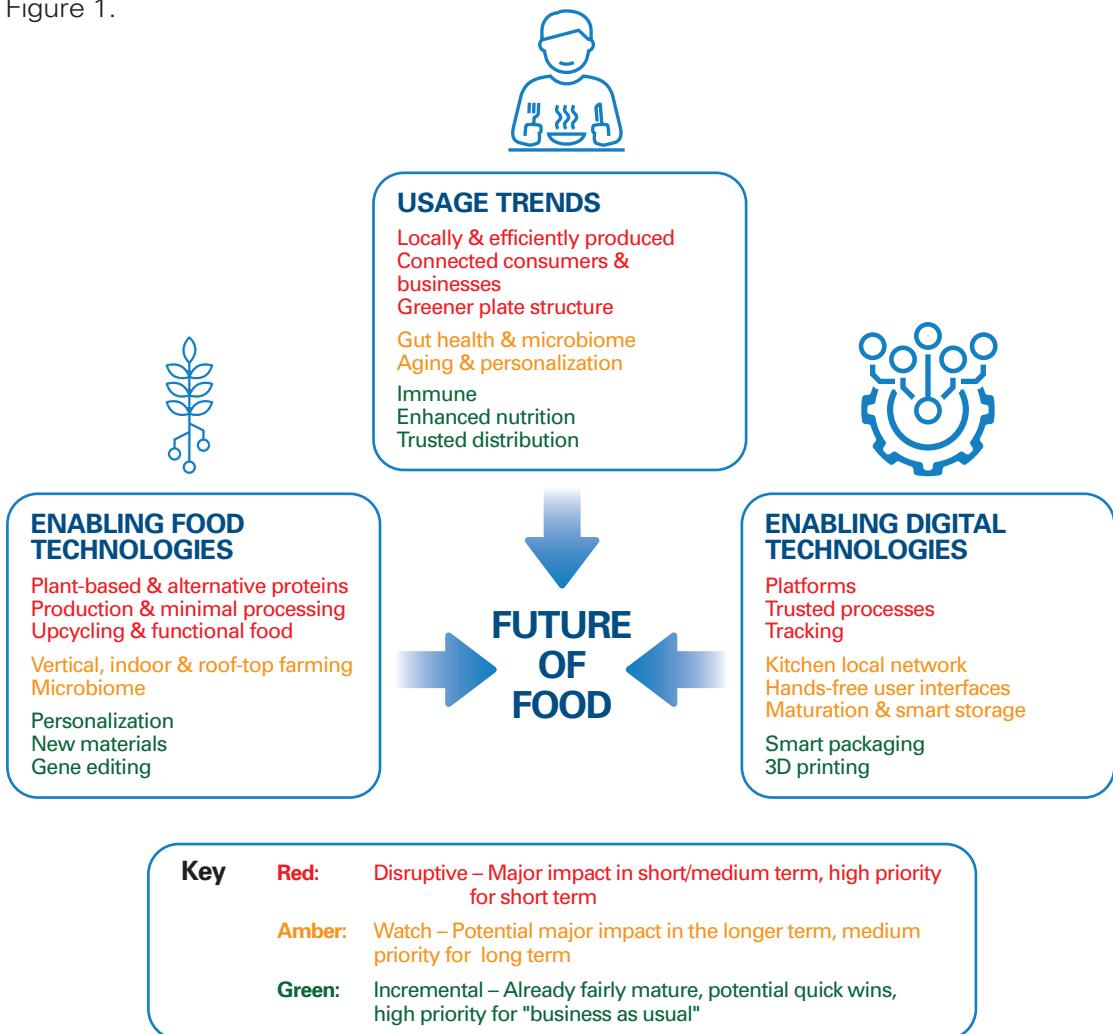 Figure 1.
USAGE TRENDS
Locally & efficiently produced
Connected consumers &
businesses
Greener plate structure
Gut health & microbiome
Aging & personalization
Immune
Enhanced nutrition
Trusted distribution
ENABLING FOOD
TECHNOLOGIES
Plant-based & alternative proteins
Production & minimal processing
Upcycling & functional food
Vertical, indoor & roof-top farming
Microbiome
Personalization
New materials
Gene editing
FUTURE
OF
FOOD
ENABLING DIGITAL
TECHNOLOGIES
Platforms
Trusted processes
Tracking
Kitchen local network
Hands-free user interfaces
Maturation & smart storage
Smart packaging
3D printing
Key
Red: Disruptive – Major impact in short/medium term, high priority
for short term
Amber: Watch – Potential major impact in the longer term, medium
priority for long term
Green: Incremental – Already fairly mature, potential quick wins,
high priority for "business as usual"